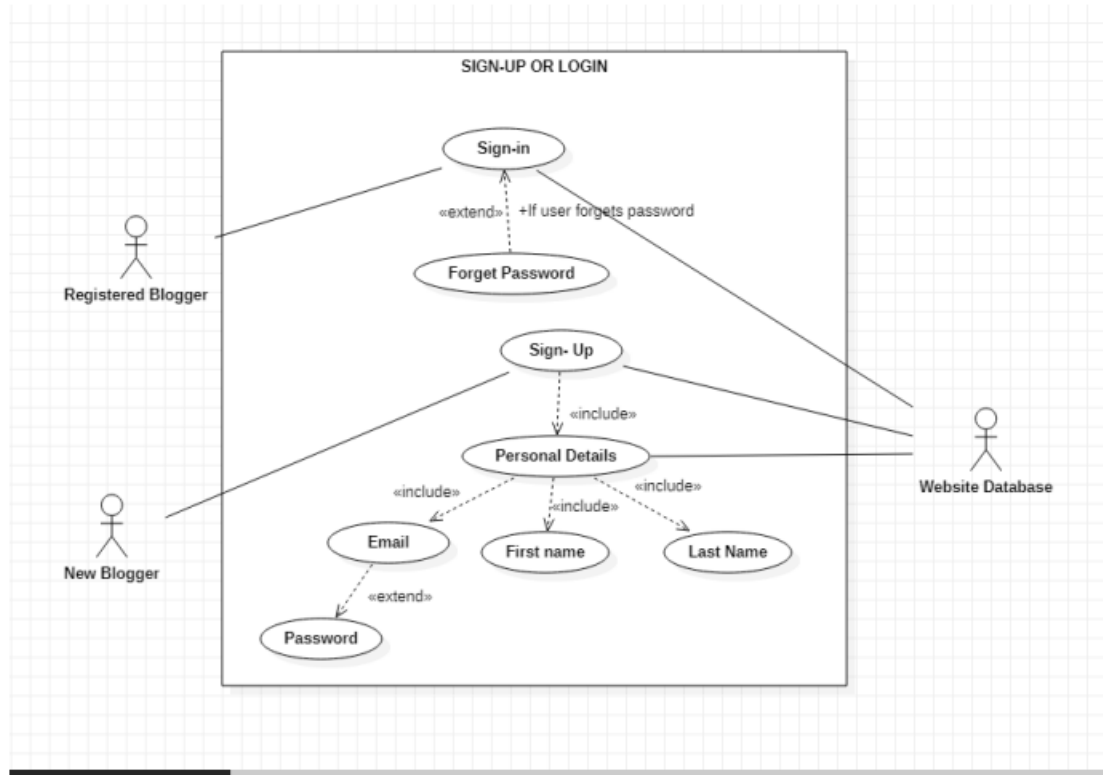 SIGN-UP OR LOGIN
Sign-in
«extend»
+If user forgets password
Forget Password
Registered Blogger
Sign- Up
«include»
Personal Details
Website Database
«include»
«include»
«include»
Email
First name
Last Name
New Blogger
«extend»
Password